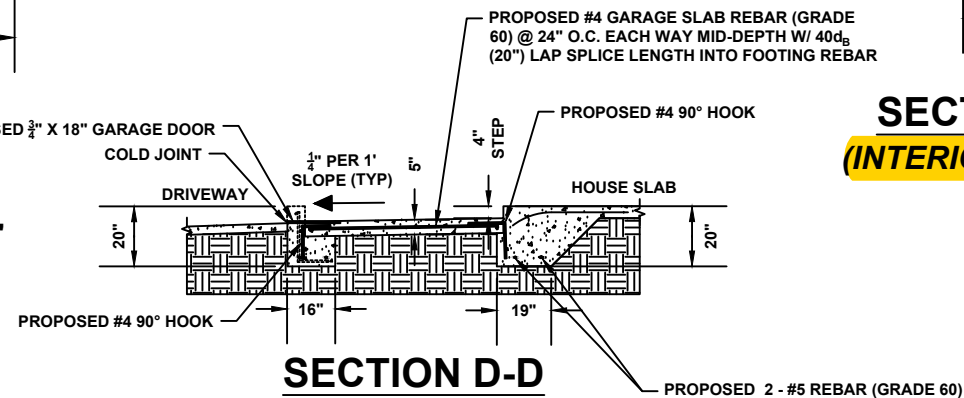 PROPOSED #4 GARAGE SLAB REBAR (GRADE
60) @ 24" O.C. EACH WAY MID-DEPTH W/ 40dB
(20") LAP SPLICE LENGTH INTO FOOTING REBAR
PROPOSED #4 90° HOOK
¾" X 18" GARAGE DOOR
COLD JOINT
DRIVEWAY
¼" PER 1'
SLOPE (TYP)
5"
4"
STEP
HOUSE SLAB
20"
20"
16"
19"
PROPOSED #4 90° HOOK
SECTION D-D
PROPOSED 2 - #5 REBAR (GRADE 60)